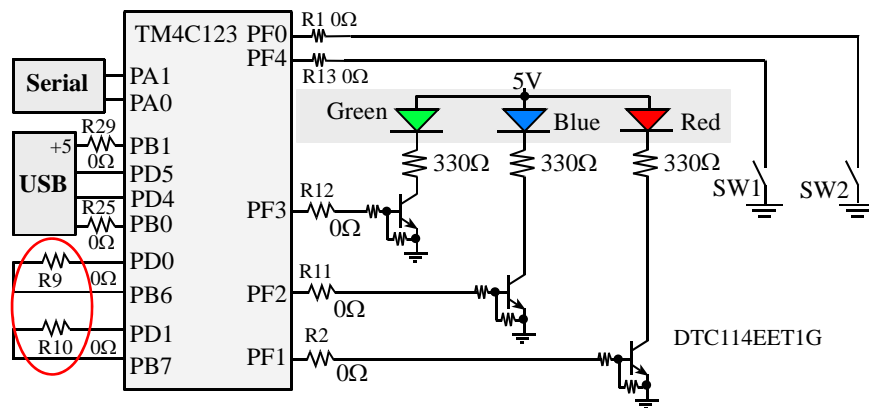 TM4C123
Serial
PA1
PA0
R29
0Ω
+5
USB
PB1
PD5
PD4
PB0
R25
0Ω
PD0
R9
0Ω
PB6
PD1
R10
0Ω
PB7
PF0
R1 0Ω
PF4
R13 0Ω
5V
Green
Blue
Red
330Ω
330Ω
330Ω
SW1
SW2
PF3
R12
0Ω
PF2
R11
0Ω
PF1
R2
0Ω
DTC114EET1G